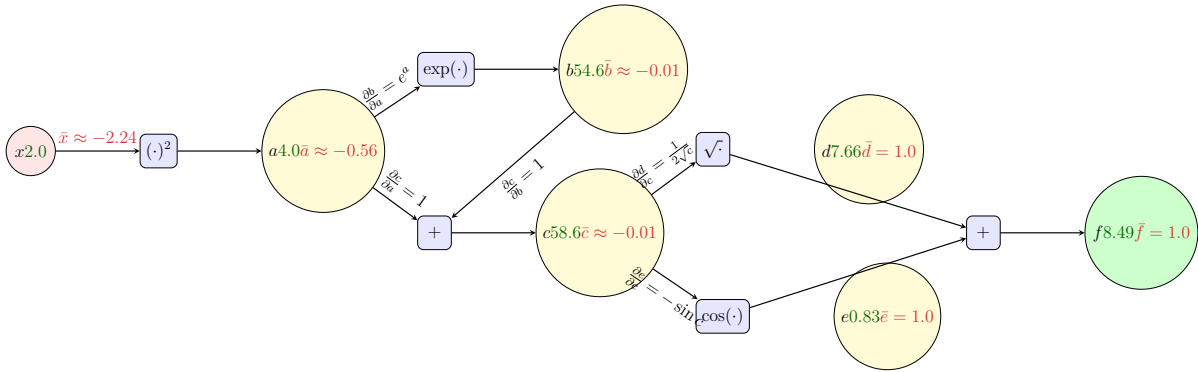 x2.0
x̄ ≈ −2.24
(·)²
a4.0ā ≈ −0.56
∂b/∂a = eᵃ
exp(·)
b54.6b̄ ≈ −0.01
∂c/∂a = 1
∂c/∂b = 1
+
c58.6c̄ ≈ −0.01
∂d/∂c = 1/(2√c)
√·
∂e/∂c = − sin c
cos(·)
d7.66d̄ = 1.0
e0.83ē = 1.0
+
f8.49f̄ = 1.0